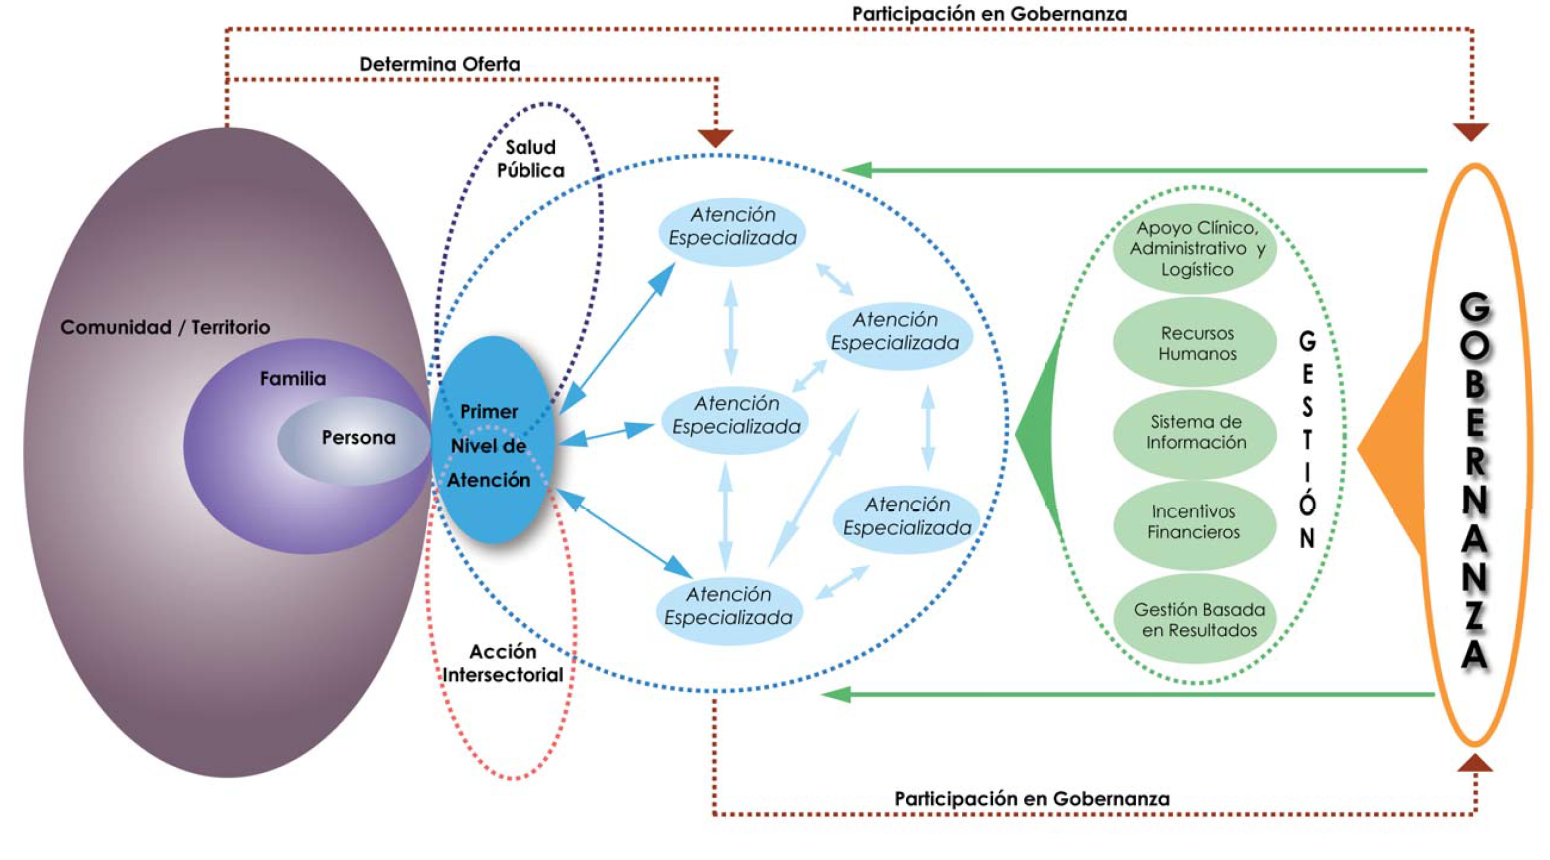 Participación en Gobernanza
Determina Oferta
Salud
Pública
Comunidad / Territorio
Familia
Persona
Primer
Nivel de
Atención
Acción
Intersectorial
Atención
Especializada
Atención
Especializada
Atención
Especializada
Atención
Especializada
Atención
Especializada
Apoyo Clínico,
Administrativo y
Logístico
Recursos
Humanos
Sistema de
Información
Incentivos
Financieros
Gestión Basada
en Resultados
GESTIÓN
GOBERNANZA
Participación en Gobernanza